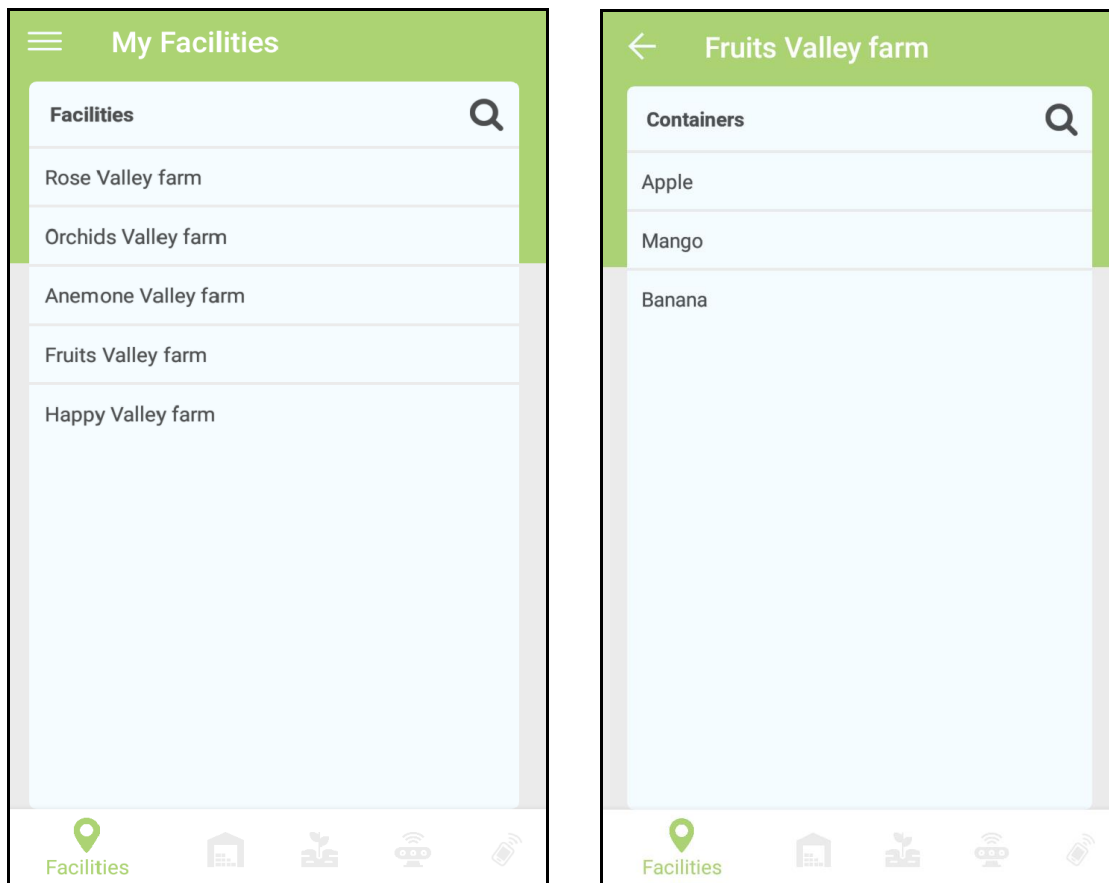 My Facilities
Facilities
Rose Valley farm
Orchids Valley farm
Anemone Valley farm
Fruits Valley farm
Happy Valley farm
Facilities
Fruits Valley farm
Containers
Apple
Mango
Banana
Facilities